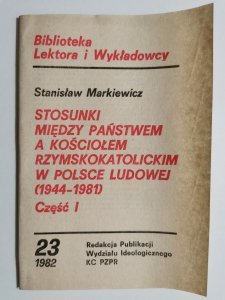 Biblioteka
Lektora i Wykładowcy
Stanisław Markiewicz
STOSUNKI
MIĘDZY PAŃSTWEM
A KOŚCIOŁEM
RZYMSKOKATOLICKIM
W POLSCE LUDOWEJ
(1944-1981)
Część I
23
1982
Redakcja Publikacji
Wydziału Ideologicznego
KC PZPR